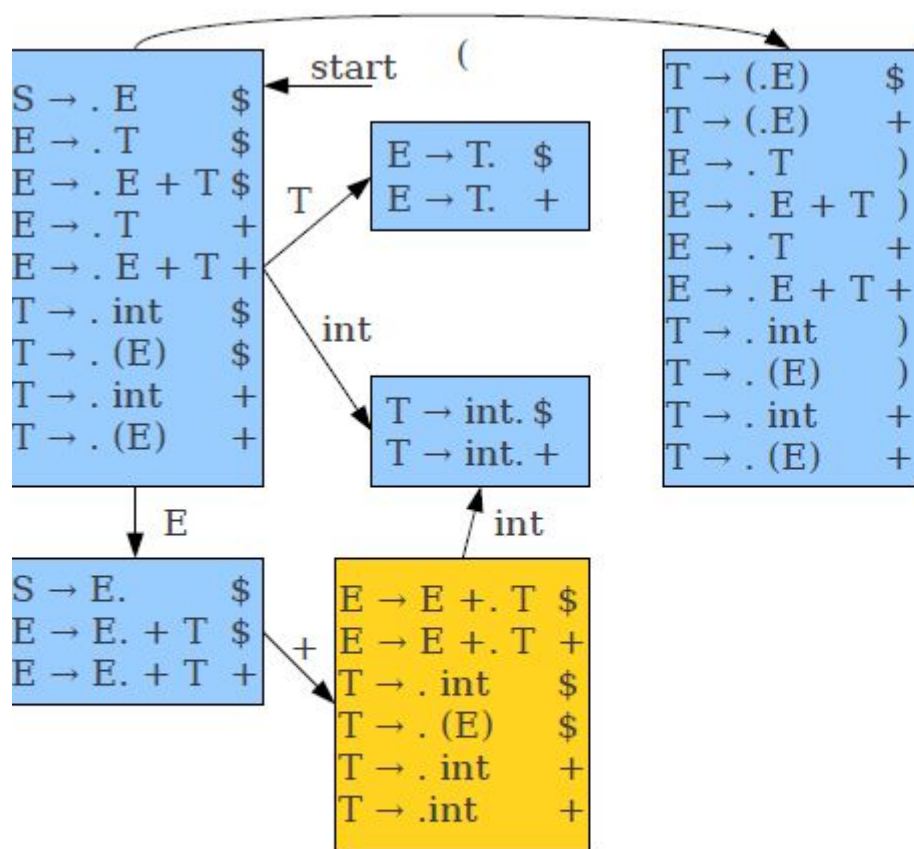 (
start
S → . E $
E → . T $
E → . E + T $
E → . T +
E → . E + T +
T → . int $
T → . (E) $
T → . int +
T → . (E) +
T
E → T. $
E → T. +
int
T → int. $
T → int. +
T → (.E) $
T → (.E) +
E → . T )
E → . E + T )
E → . T +
E → . E + T +
T → . int )
T → . (E) )
T → . int +
T → . (E) +
E
int
S → E. $
E → E. + T $
E → E. + T +
+
E → E +. T $
E → E +. T +
T → . int $
T → . (E) $
T → . int +
T → .int +